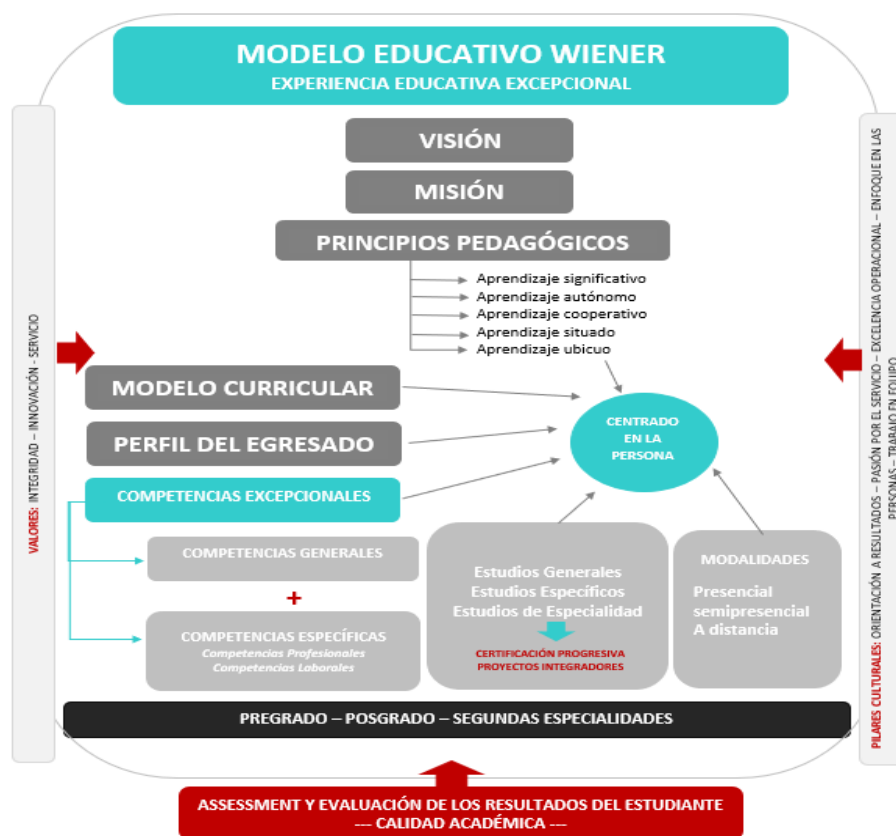 MODELO EDUCATIVO WIENER
EXPERIENCIA EDUCATIVA EXCEPCIONAL
VISIÓN
MISIÓN
PRINCIPIOS PEDAGÓGICOS
Aprendizaje significativo
Aprendizaje autónomo
Aprendizaje cooperativo
Aprendizaje situado
Aprendizaje ubicuo
MODELO CURRICULAR
PERFIL DEL EGRESADO
COMPETENCIAS EXCEPCIONALES
CENTRADO
EN LA
PERSONA
COMPETENCIAS GENERALES
+
COMPETENCIAS ESPECÍFICAS
Competencias Profesionales
Competencias Laborales
Estudios Generales
Estudios Específicos
Estudios de Especialidad
CERTIFICACIÓN PROGRESIVA
PROYECTOS INTEGRADORES
MODALIDADES
Presencial
semipresencial
A distancia
PREGRADO – POSGRADO – SEGUNDAS ESPECIALIDADES
ASSESSMENT Y EVALUACIÓN DE LOS RESULTADOS DEL ESTUDIANTE
--- CALIDAD ACADÉMICA ---
VALORES: INTEGRIDAD – INNOVACIÓN - SERVICIO
PILARES CULTURALES: ORIENTACIÓN A RESULTADOS – PASIÓN POR EL SERVICIO – EXCELENCIA OPERACIONAL – ENFOQUE EN LAS
PERSONAS – TRABAJO EN EQUIPO